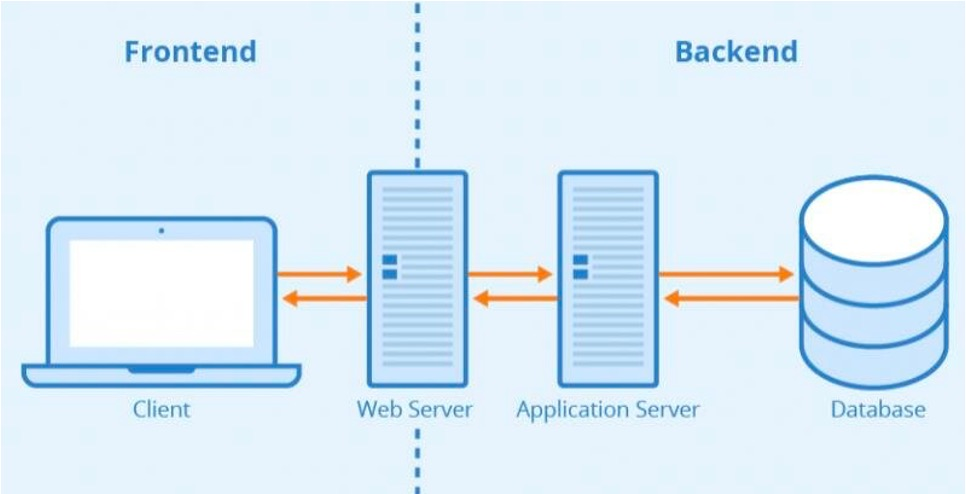 Frontend
Backend
Client
Web Server
Application Server
Database